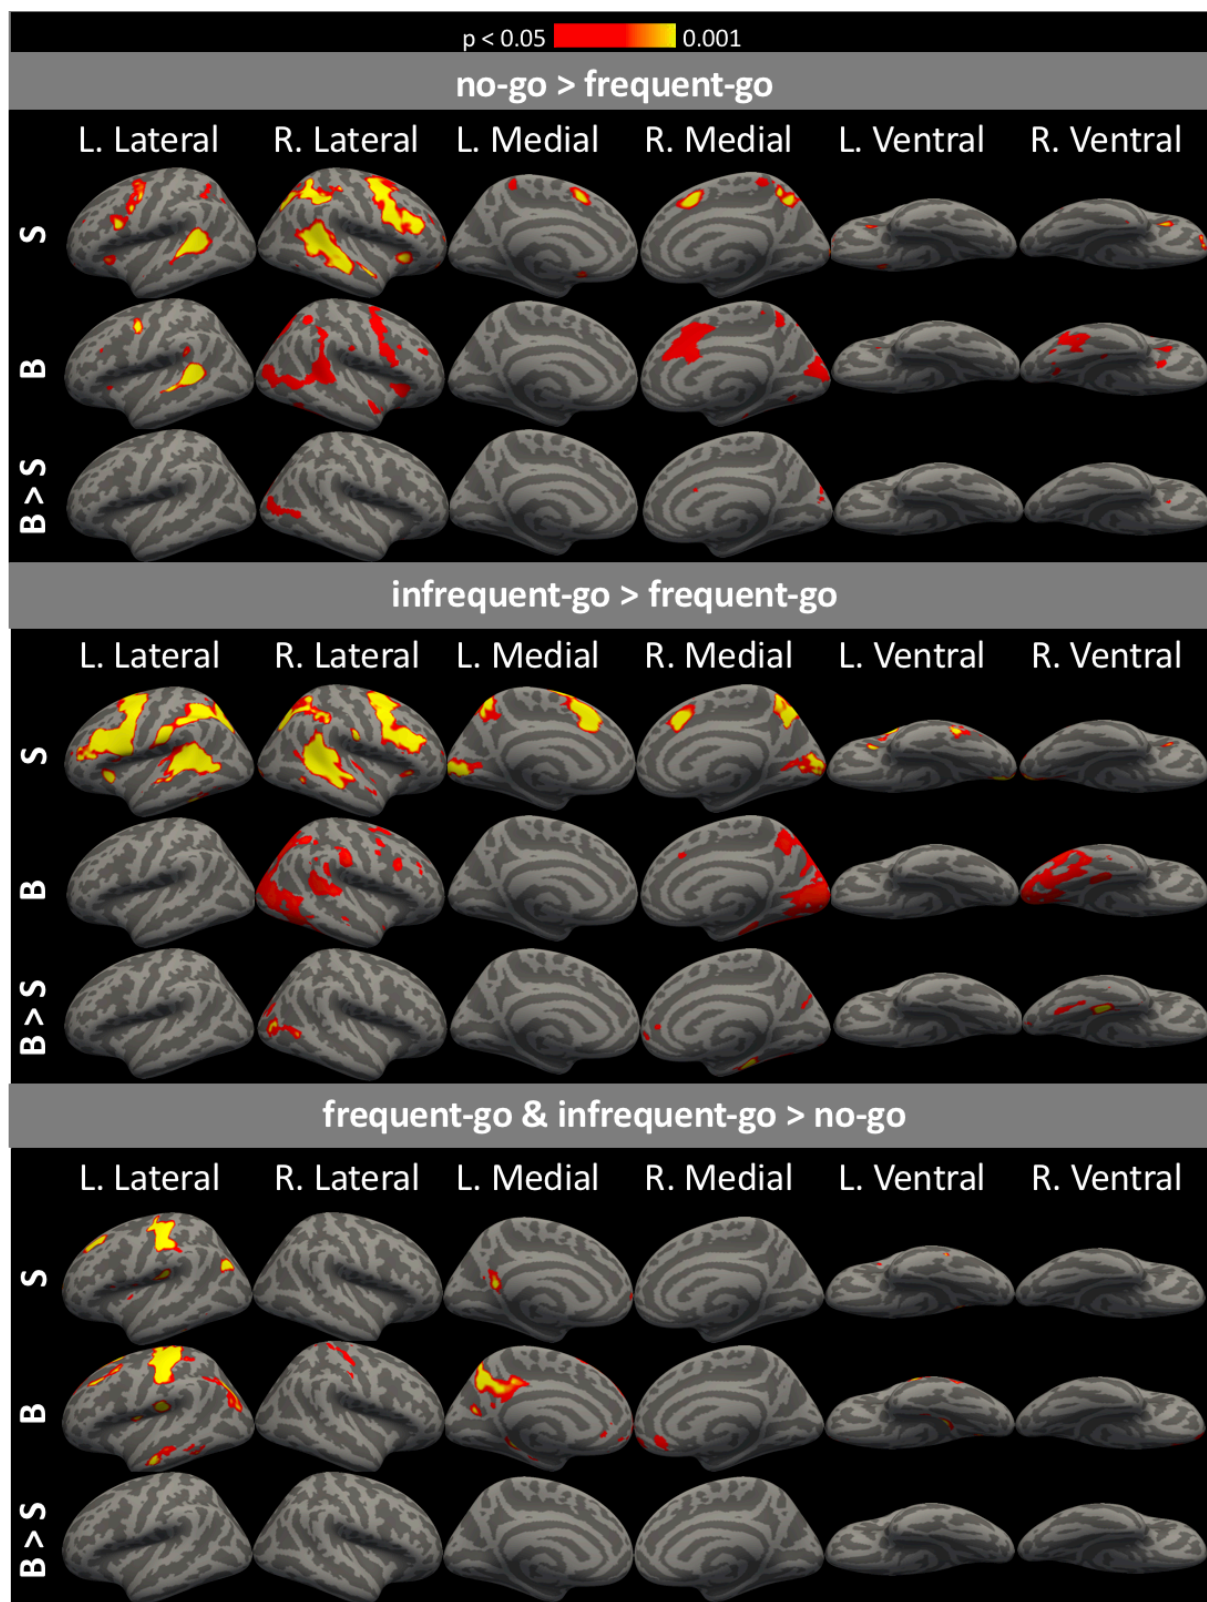 p < 0.05 0.001
no-go > frequent-go
L. Lateral R. Lateral L. Medial R. Medial L. Ventral R. Ventral
S
B
B > S
infrequent-go > frequent-go
L. Lateral R. Lateral L. Medial R. Medial L. Ventral R. Ventral
S
B
B > S
frequent-go & infrequent-go > no-go
L. Lateral R. Lateral L. Medial R. Medial L. Ventral R. Ventral
S
B
B > S